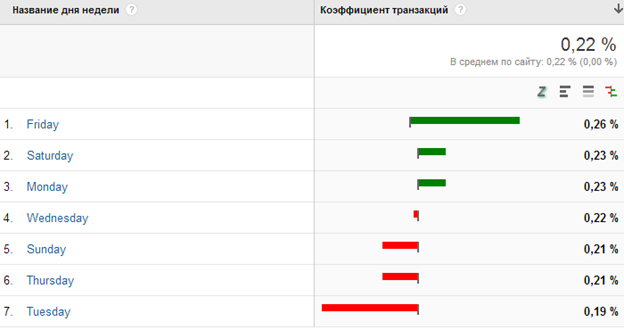 Название дня недели ?
Коэффициент транзакций ?
0,22 %
В среднем по сайту: 0,22 % (0,00 %)
1. Friday 0,26 %
2. Saturday 0,23 %
3. Monday 0,23 %
4. Wednesday 0,22 %
5. Sunday 0,21 %
6. Thursday 0,21 %
7. Tuesday 0,19 %